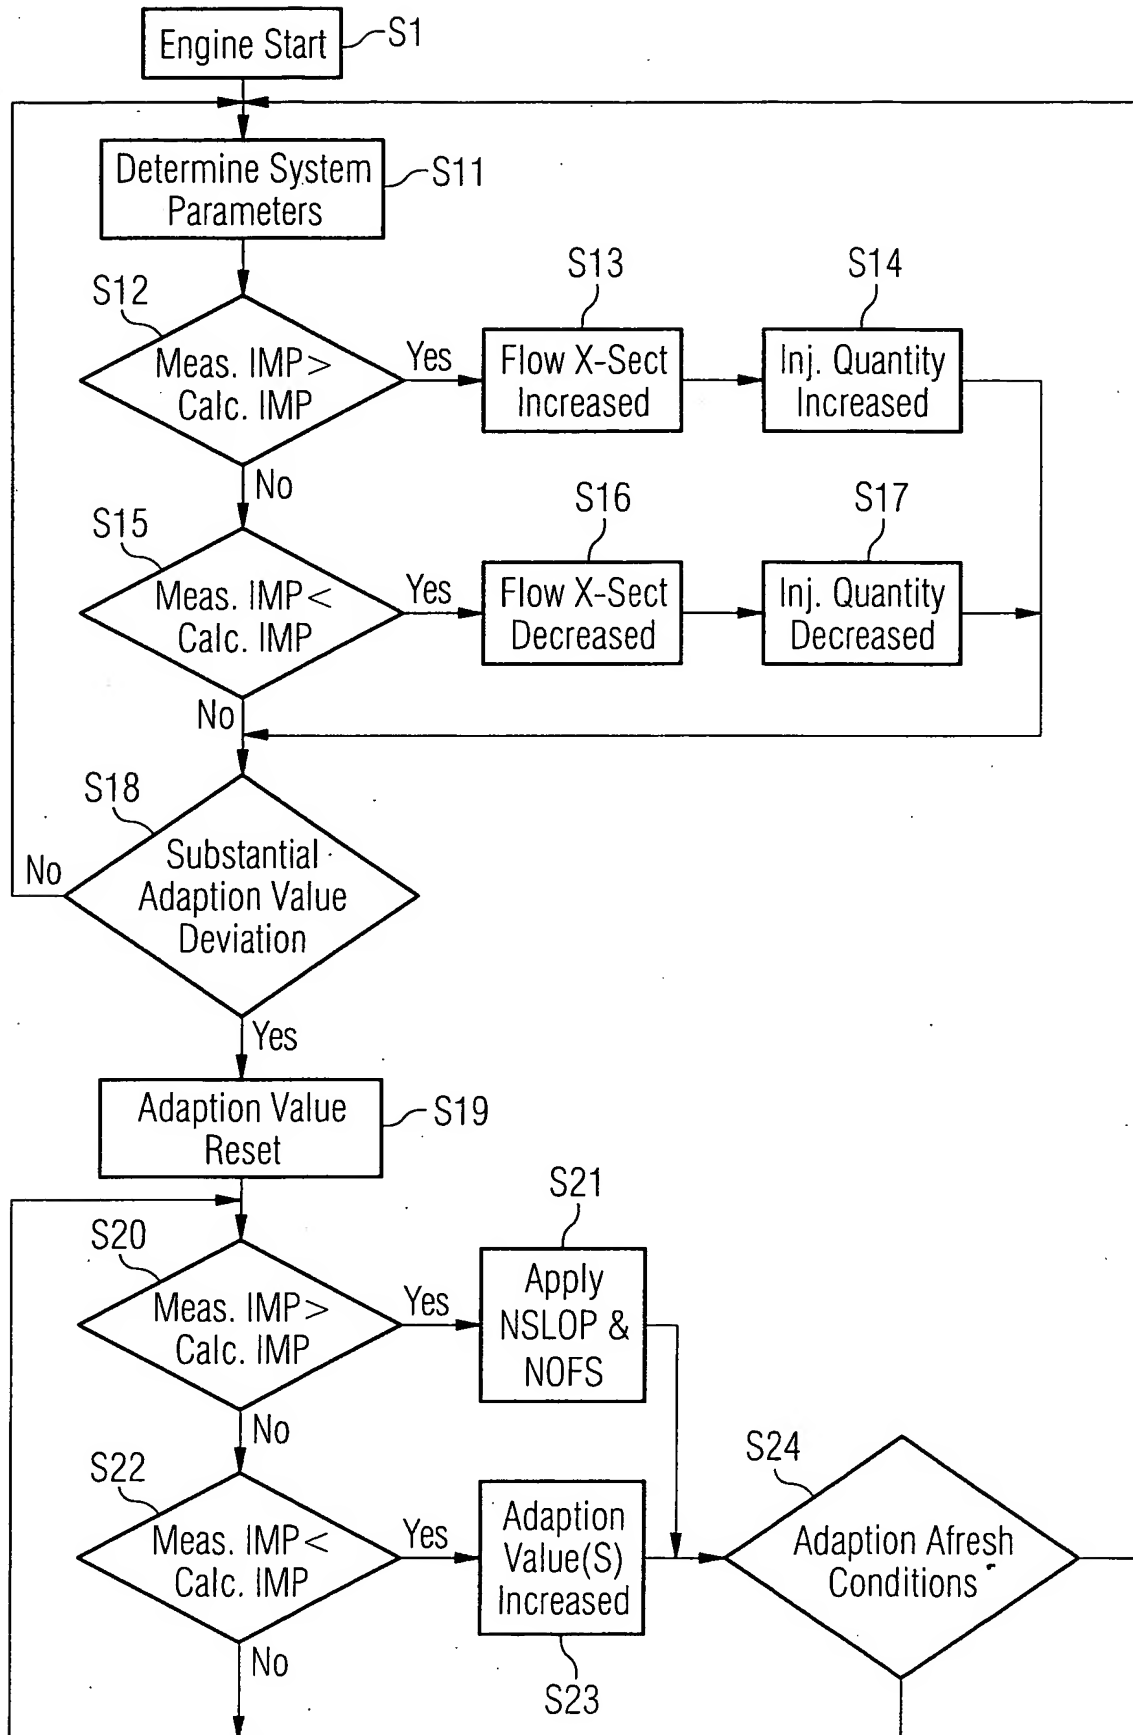 Engine Start
S1
Determine System
Parameters
S11
S12
Meas. IMP>
Calc. IMP
Yes
S13
Flow X-Sect
Increased
S14
Inj. Quantity
Increased
No
S15
Meas. IMP<
Calc. IMP
Yes
S16
Flow X-Sect
Decreased
S17
Inj. Quantity
Decreased
No
S18
Substantial
Adaption Value
Deviation
No
Yes
Adaption Value
Reset
S19
S20
Meas. IMP>
Calc. IMP
Yes
S21
Apply
NSLOP &
NOFS
No
S22
Meas. IMP<
Calc. IMP
Yes
Adaption
Value(S)
Increased
S23
S24
Adaption Afresh
Conditions
No